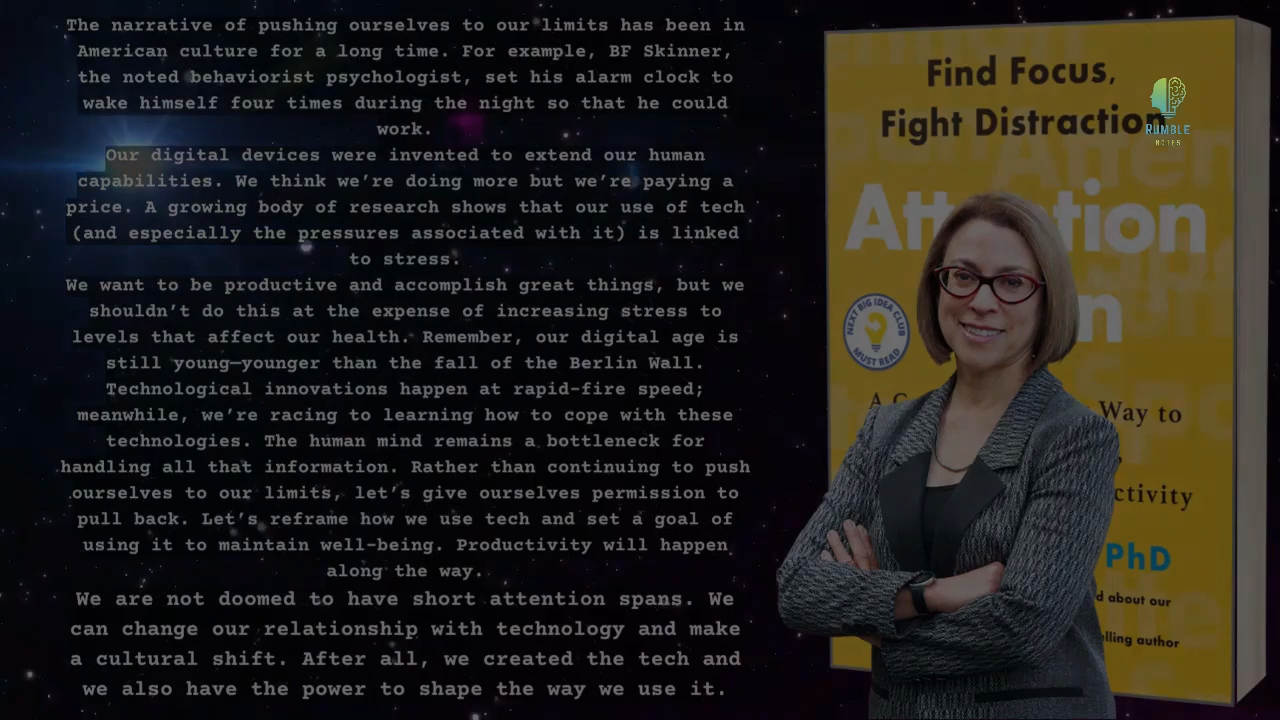 The narrative of pushing ourselves to our limits has been in
American culture for a long time. For example, BF Skinner,
the noted behaviorist psychologist, set his alarm clock to
wake himself four times during the night so that he could
work.
Our digital devices were invented to extend our human
capabilities. We think we're doing more but we're paying a
price. A growing body of research shows that our use of tech
(and especially the pressures associated with it) is linked
to stress.
We want to be productive and accomplish great things, but we
shouldn't do this at the expense of increasing stress to
levels that affect our health. Remember, our digital age is
still young—younger than the fall of the Berlin Wall.
Technological innovations happen at rapid-fire speed;
meanwhile, we're racing to learning how to cope with these
technologies. The human mind remains a bottleneck for
handling all that information. Rather than continuing to push
ourselves to our limits, let's give ourselves permission to
pull back. Let's reframe how we use tech and set a goal of
using it to maintain well-being. Productivity will happen
along the way.
We are not doomed to have short attention spans. We
can change our relationship with technology and make
a cultural shift. After all, we created the tech and
we also have the power to shape the way we use it.
Find Focus,
Fight Distraction
RUMBLE
NOTES
NEXT BIG IDEA CLUB
MUST READ
A
Way to
PhD
about our
author